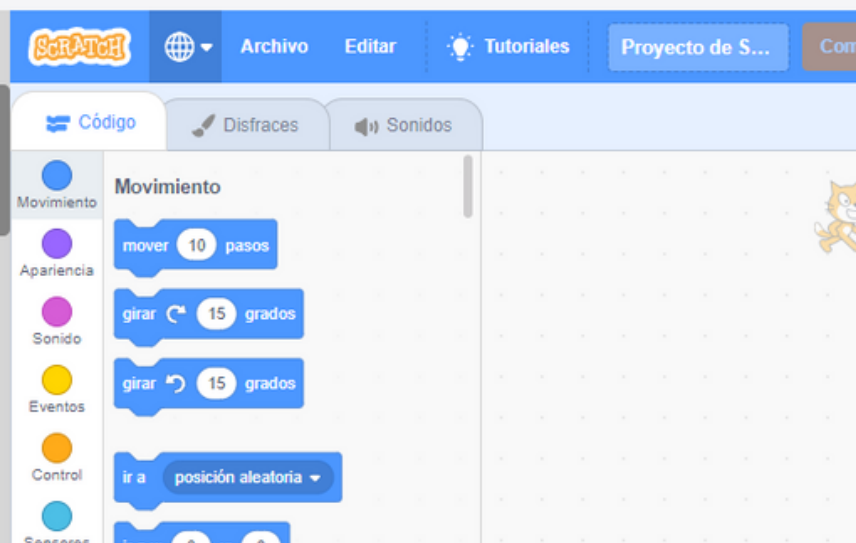 SCRATCH Archivo Editar Tutoriales Proyecto de S...
Código Disfraces Sonidos
Movimiento
Movimiento
mover 10 pasos
Apariencia
girar 15 grados
Sonido
girar 15 grados
Eventos
Control
ir a posición aleatoria
Sensores